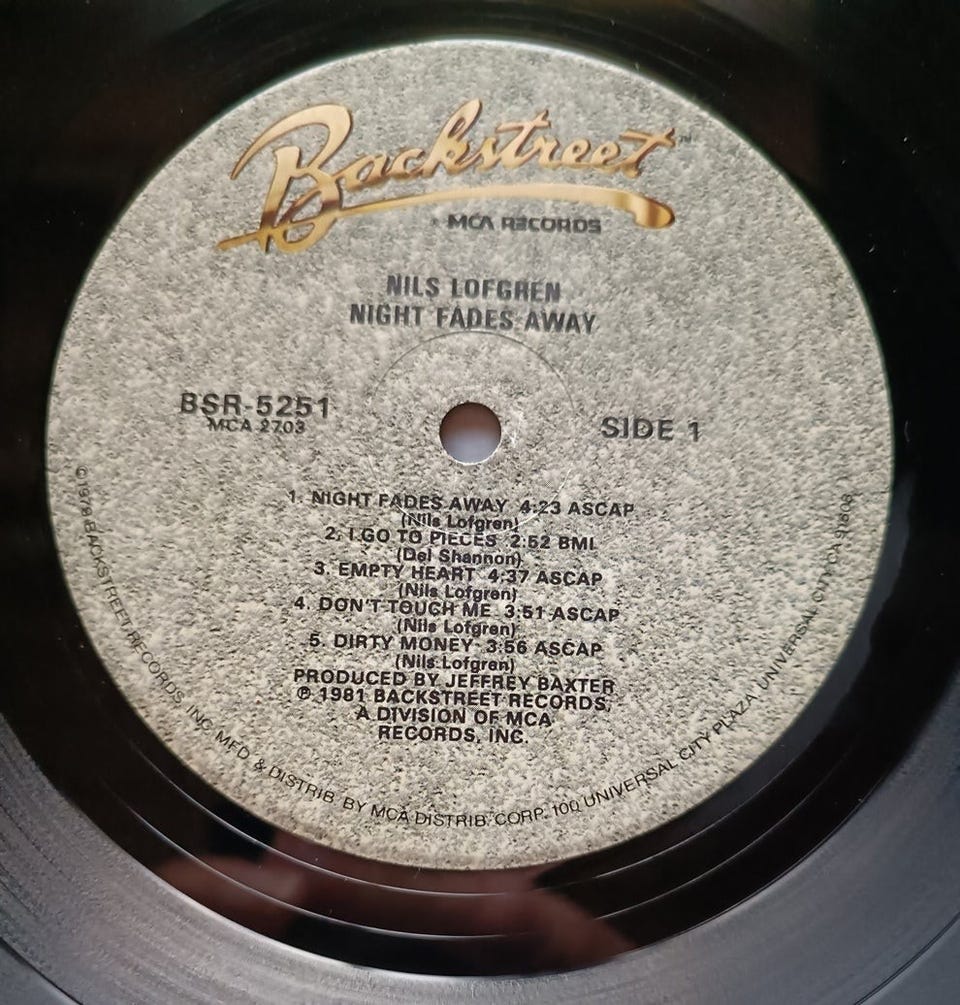 Backstreet™
MCA RECORDS
NILS LOFGREN
NIGHT FADES AWAY
BSR-5251
MCA 2703
SIDE 1
1. NIGHT FADES AWAY 4:23 ASCAP
(Nils Lofgren)
2. I GO TO PIECES 2:52 BMI
(Del Shannon)
3. EMPTY HEART 4:37 ASCAP
(Nils Lofgren)
4. DON'T TOUCH ME 3:51 ASCAP
(Nils Lofgren)
5. DIRTY MONEY 3:56 ASCAP
(Nils Lofgren)
PRODUCED BY JEFFREY BAXTER
℗ 1981 BACKSTREET RECORDS,
A DIVISION OF MCA
RECORDS, INC.
©1979 BACKSTREET RECORDS, INC. MFD & DISTRIB BY MCA DISTRIB. CORP. 100 UNIVERSAL CITY PLAZA, UNIVERSAL CITY, CA 91608